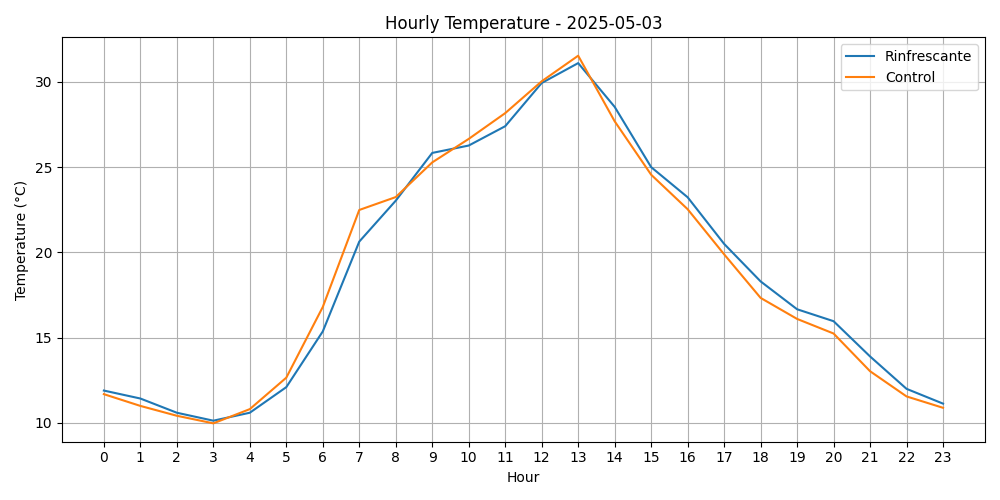 Hourly Temperature - 2025-05-03
Rinfrescante
Control
Temperature (°C)
30
25
20
15
10
0 1 2 3 4 5 6 7 8 9 10 11 12 13 14 15 16 17 18 19 20 21 22 23
Hour